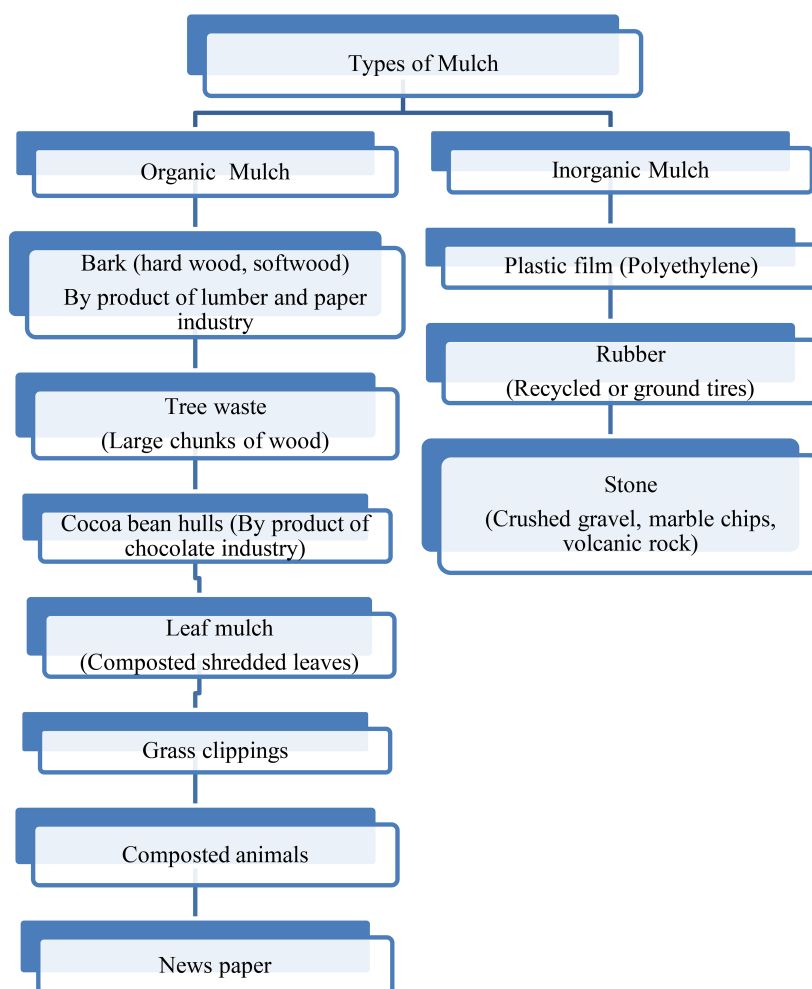 Types of Mulch
Organic Mulch
Bark (hard wood, softwood)
By product of lumber and paper
industry
Tree waste
(Large chunks of wood)
Cocoa bean hulls (By product of
chocolate industry)
Leaf mulch
(Composted shredded leaves)
Grass clippings
Composted animals
News paper
Inorganic Mulch
Plastic film (Polyethylene)
Rubber
(Recycled or ground tires)
Stone
(Crushed gravel, marble chips,
volcanic rock)